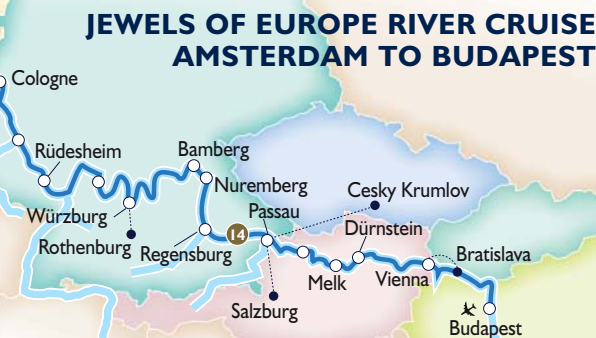 JEWELS OF EUROPE RIVER CRUISE
AMSTERDAM TO BUDAPEST
Cologne
Rüdesheim
Bamberg
Nuremberg
Cesky Krumlov
Würzburg
Passau
Dürnstein
Rothenburg
Regensburg
14
Bratislava
Melk
Vienna
Salzburg
Budapest